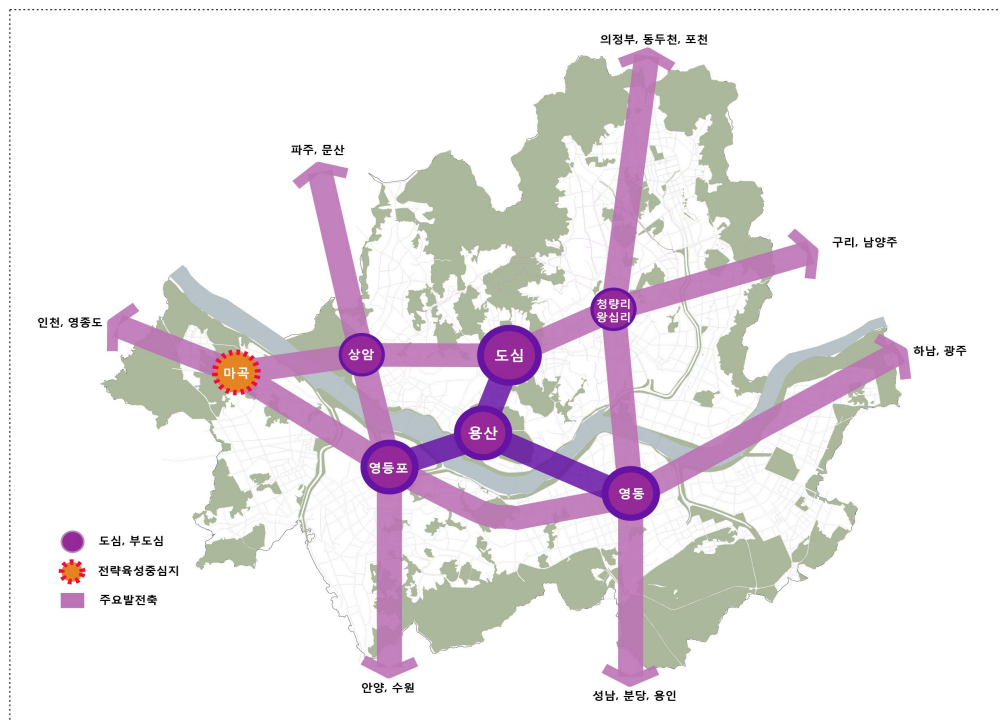 의정부, 동두천, 포천
파주, 문산
구리, 남양주
인천, 영종도
청량리
왕십리
상암
도심
하남, 광주
마곡
용산
영등포
영동
도심, 부도심
전략육성중심지
주요발전축
안양, 수원
성남, 분당, 용인